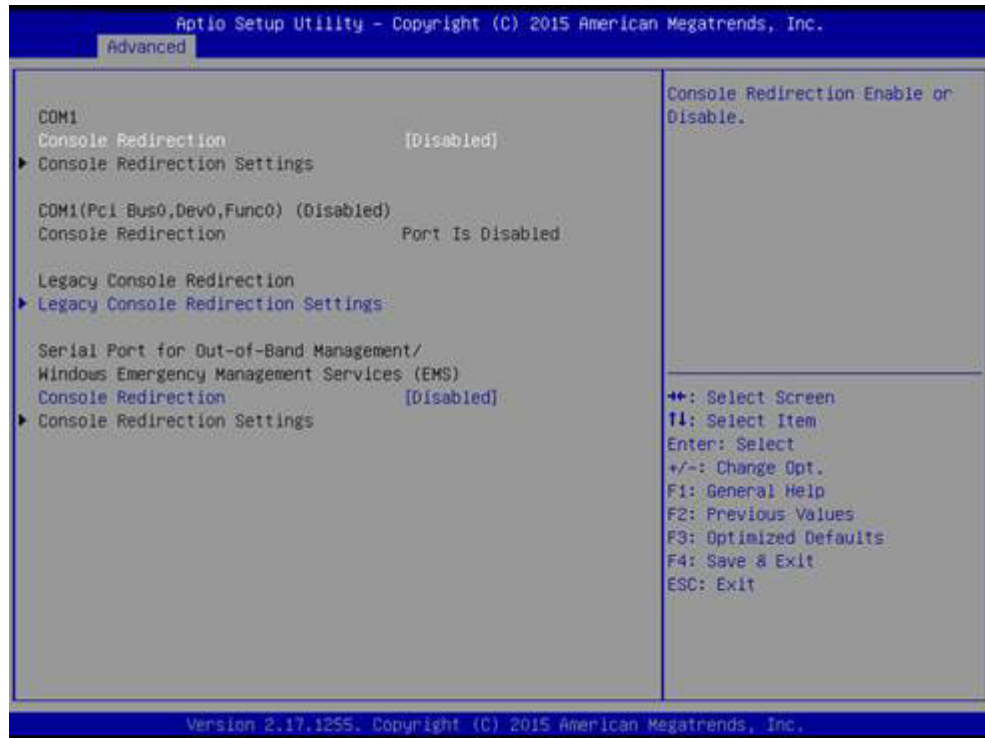 Aptio Setup Utility – Copyright (C) 2015 American Megatrends, Inc.
Advanced
COM1
Console Redirection [Disabled]
Console Redirection Settings
COM1(Pci Bus0,Dev0,Func0) (Disabled)
Console Redirection Port Is Disabled
Legacy Console Redirection
Legacy Console Redirection Settings
Serial Port for Out-of-Band Management/
Windows Emergency Management Services (EMS)
Console Redirection [Disabled]
Console Redirection Settings
Console Redirection Enable or
Disable.
→←: Select Screen
↑↓: Select Item
Enter: Select
+/-: Change Opt.
F1: General Help
F2: Previous Values
F3: Optimized Defaults
F4: Save & Exit
ESC: Exit
Version 2.17.1255. Copyright (C) 2015 American Megatrends, Inc.